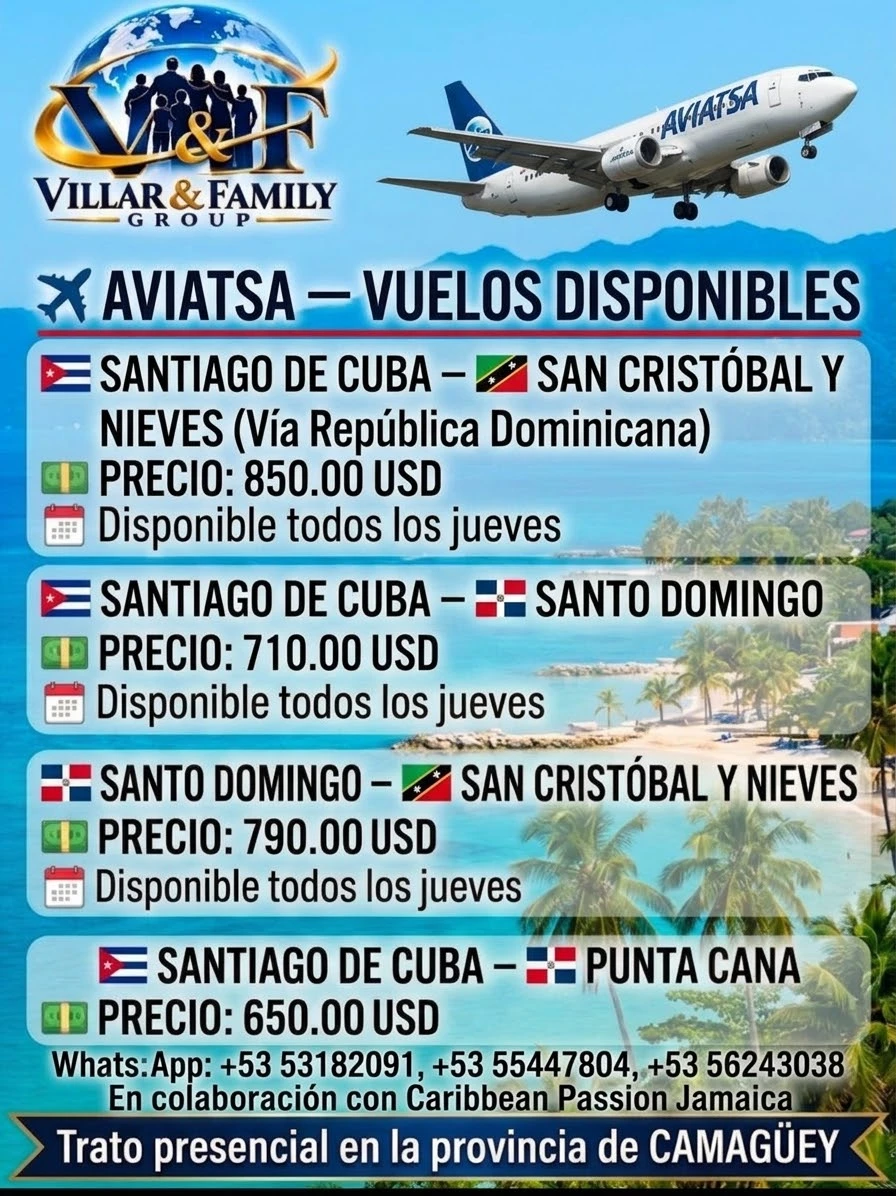 V&F
VILLAR & FAMILY
GROUP
AVIATSA
AVIATSA — VUELOS DISPONIBLES
SANTIAGO DE CUBA – SAN CRISTÓBAL Y
NIEVES (Vía República Dominicana)
PRECIO: 850.00 USD
Disponible todos los jueves
SANTIAGO DE CUBA – SANTO DOMINGO
PRECIO: 710.00 USD
Disponible todos los jueves
SANTO DOMINGO – SAN CRISTÓBAL Y NIEVES
PRECIO: 790.00 USD
Disponible todos los jueves
SANTIAGO DE CUBA – PUNTA CANA
PRECIO: 650.00 USD
Whats:App: +53 53182091, +53 55447804, +53 56243038
En colaboración con Caribbean Passion Jamaica
Trato presencial en la provincia de CAMAGÜEY